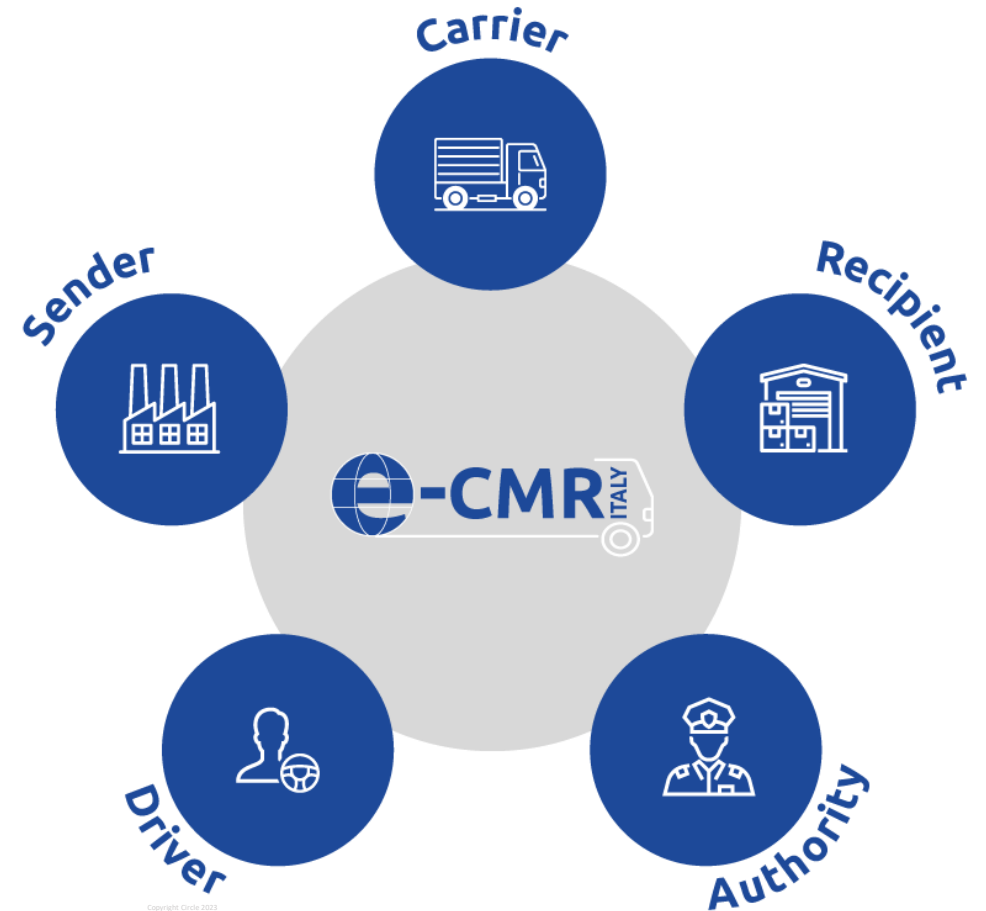 Carrier
Sender
Recipient
e-CMR ITALY
Driver
Authority
Copyright Circle 2023